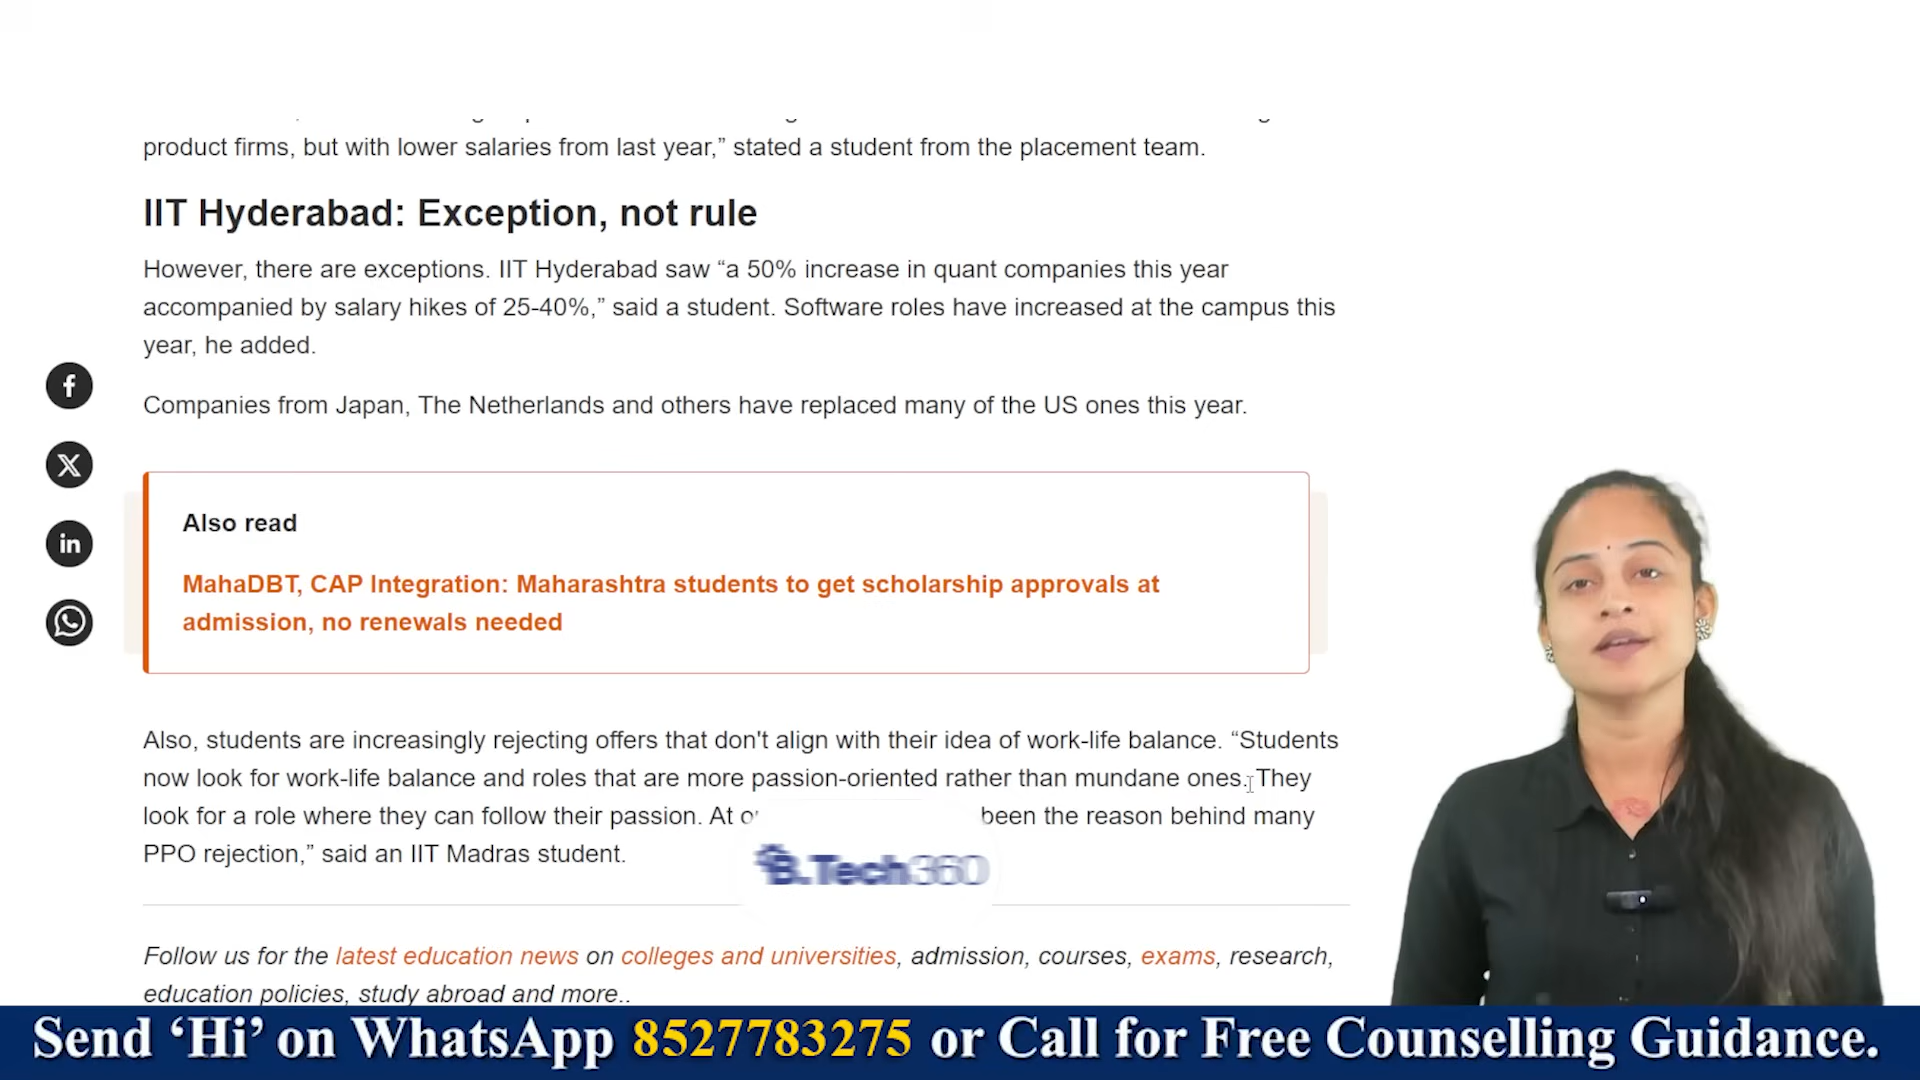 product firms, but with lower salaries from last year,” stated a student from the placement team.
IIT Hyderabad: Exception, not rule
However, there are exceptions. IIT Hyderabad saw “a 50% increase in quant companies this year
accompanied by salary hikes of 25-40%,” said a student. Software roles have increased at the campus this
year, he added.
Companies from Japan, The Netherlands and others have replaced many of the US ones this year.
Also read
MahaDBT, CAP Integration: Maharashtra students to get scholarship approvals at
admission, no renewals needed
Also, students are increasingly rejecting offers that don't align with their idea of work-life balance. “Students
now look for work-life balance and roles that are more passion-oriented rather than mundane ones. They
look for a role where they can follow their passion. At been the reason behind many
PPO rejection,” said an IIT Madras student.
B.Tech360
Follow us for the latest education news on colleges and universities, admission, courses, exams, research,
education policies, study abroad and more..
Send ‘Hi’ on WhatsApp 8527783275 or Call for Free Counselling Guidance.